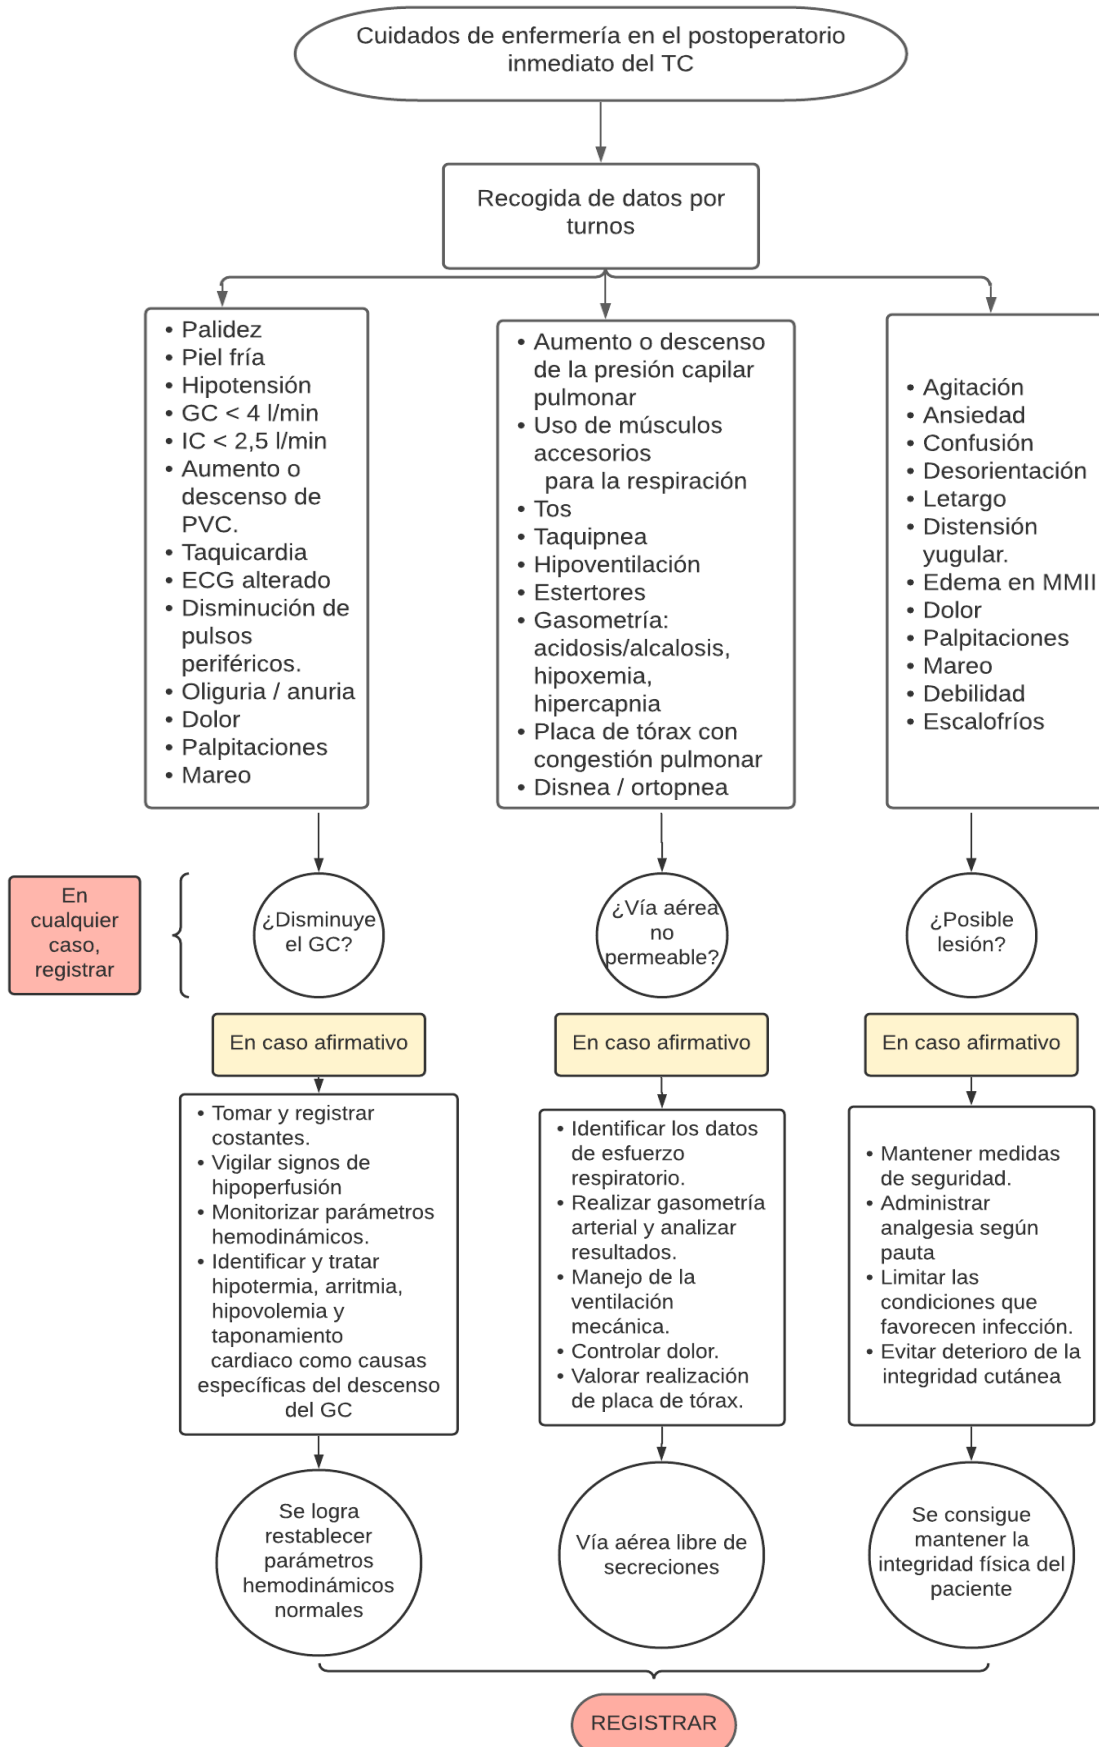 Cuidados de enfermería en el postoperatorio
inmediato del TC
Recogida de datos por
turnos
• Palidez
• Piel fría
• Hipotensión
• GC < 4 l/min
• IC < 2,5 l/min
• Aumento o
descenso de
PVC.
• Taquicardia
• ECG alterado
• Disminución de
pulsos
periféricos.
• Oliguria / anuria
• Dolor
• Palpitaciones
• Mareo
• Aumento o descenso
de la presión capilar
pulmonar
• Uso de músculos
accesorios
para la respiración
• Tos
• Taquipnea
• Hipoventilación
• Estertores
• Gasometría:
acidosis/alcalosis,
hipoxemia,
hipercapnia
• Placa de tórax con
congestión pulmonar
• Disnea / ortopnea
• Agitación
• Ansiedad
• Confusión
• Desorientación
• Letargo
• Distensión
yugular.
• Edema en MMII
• Dolor
• Palpitaciones
• Mareo
• Debilidad
• Escalofríos
En
cualquier
caso,
registrar
¿Disminuye
el GC?
¿Vía aérea
no
permeable?
¿Posible
lesión?
En caso afirmativo
En caso afirmativo
En caso afirmativo
• Tomar y registrar
costantes.
• Vigilar signos de
hipoperfusión
• Monitorizar parámetros
hemodinámicos.
• Identificar y tratar
hipotermia, arritmia,
hipovolemia y
taponamiento
cardiaco como causas
específicas del descenso
del GC
• Identificar los datos
de esfuerzo
respiratorio.
• Realizar gasometría
arterial y analizar
resultados.
• Manejo de la
ventilación
mecánica.
• Controlar dolor.
• Valorar realización
de placa de tórax.
• Mantener medidas
de seguridad.
• Administrar
analgesia según
pauta
• Limitar las
condiciones que
favorecen infección.
• Evitar deterioro de la
integridad cutánea
Se logra
restablecer
parámetros
hemodinámicos
normales
Vía aérea libre de
secreciones
Se consigue
mantener la
integridad física del
paciente
REGISTRAR